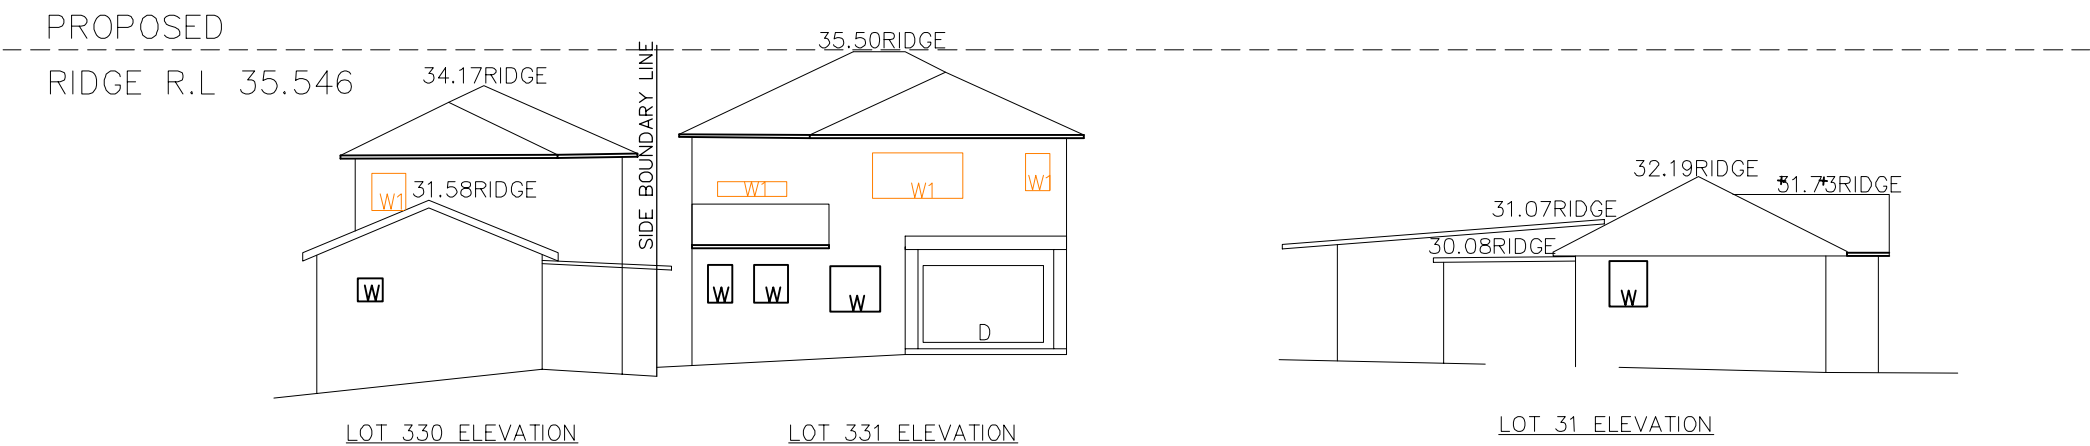 PROPOSED
RIDGE R.L 35.546
34.17RIDGE
31.58RIDGE
W1
W
SIDE BOUNDARY LINE
35.50RIDGE
W1
W1
W1
W
W
W
D
32.19RIDGE
31.73RIDGE
31.07RIDGE
30.08RIDGE
W
LOT 330 ELEVATION
LOT 331 ELEVATION
LOT 31 ELEVATION